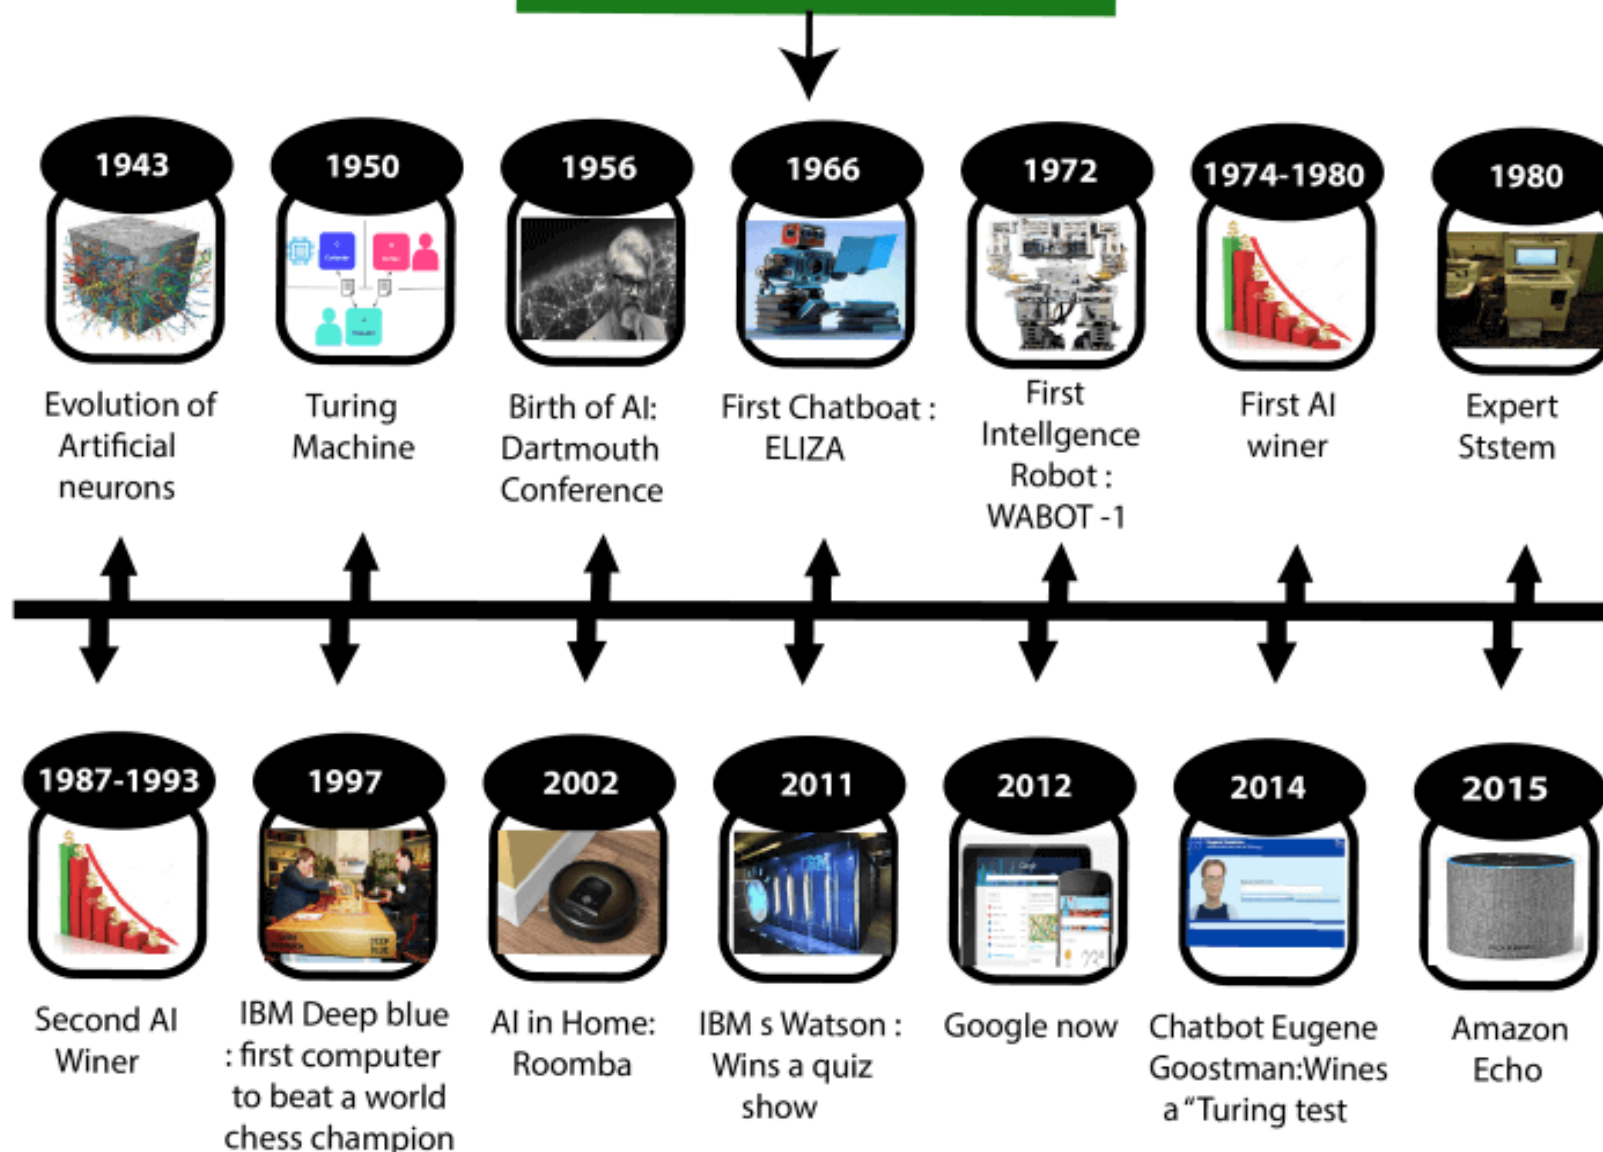 1943
1950
1956
1966
1972
1974-1980
1980
Evolution of
Artificial
neurons
Turing
Machine
Birth of AI:
Dartmouth
Conference
First Chatboat :
ELIZA
First
Intellgence
Robot :
WABOT -1
First AI
winer
Expert
Ststem
1987-1993
1997
2002
2011
2012
2014
2015
Second AI
Winer
IBM Deep blue
: first computer
to beat a world
chess champion
AI in Home:
Roomba
IBM s Watson :
Wins a quiz
show
Google now
Chatbot Eugene
Goostman:Wines
a “Turing test
Amazon
Echo